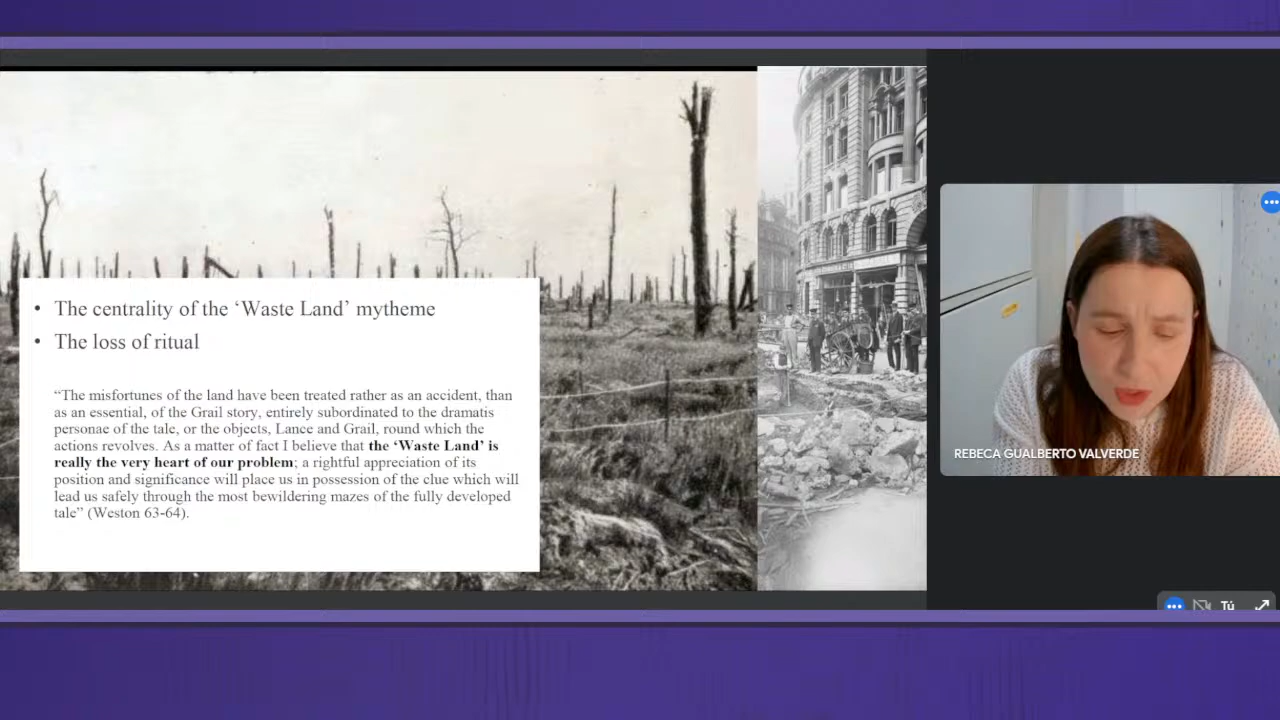 • The centrality of the ‘Waste Land’ mytheme
• The loss of ritual
“The misfortunes of the land have been treated rather as an accident, than
as an essential, of the Grail story, entirely subordinated to the dramatis
personae of the tale, or the objects, Lance and Grail, round which the
actions revolves. As a matter of fact I believe that the ‘Waste Land’ is
really the very heart of our problem; a rightful appreciation of its
position and significance will place us in possession of the clue which will
lead us safely through the most bewildering mazes of the fully developed
tale” (Weston 63-64).
REBECA GUALBERTO VALVERDE
Tú